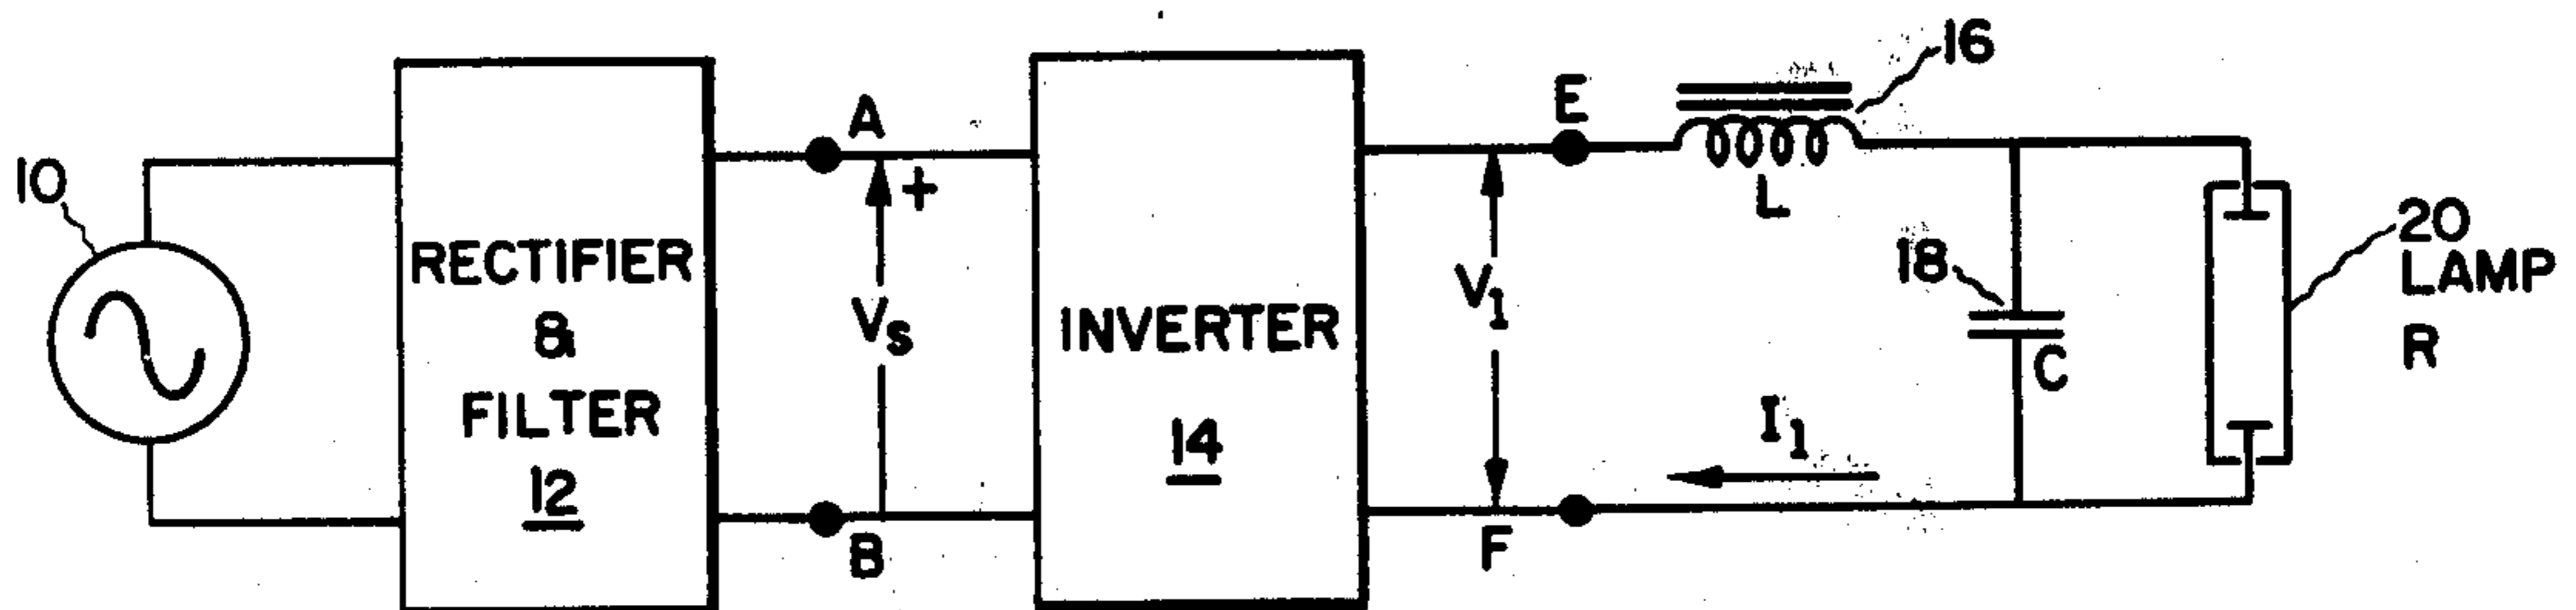 10
RECTIFIER
&
FILTER
12
A
+
Vs
B
INVERTER
14
V1
E
F
L
16
18
C
I1
20
LAMP
R